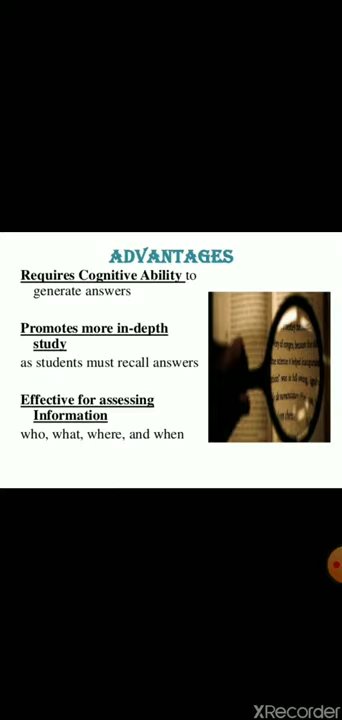 ADVANTAGES
Requires Cognitive Ability to
generate answers
Promotes more in-depth
study
as students must recall answers
Effective for assessing
Information
who, what, where, and when
XRecorder